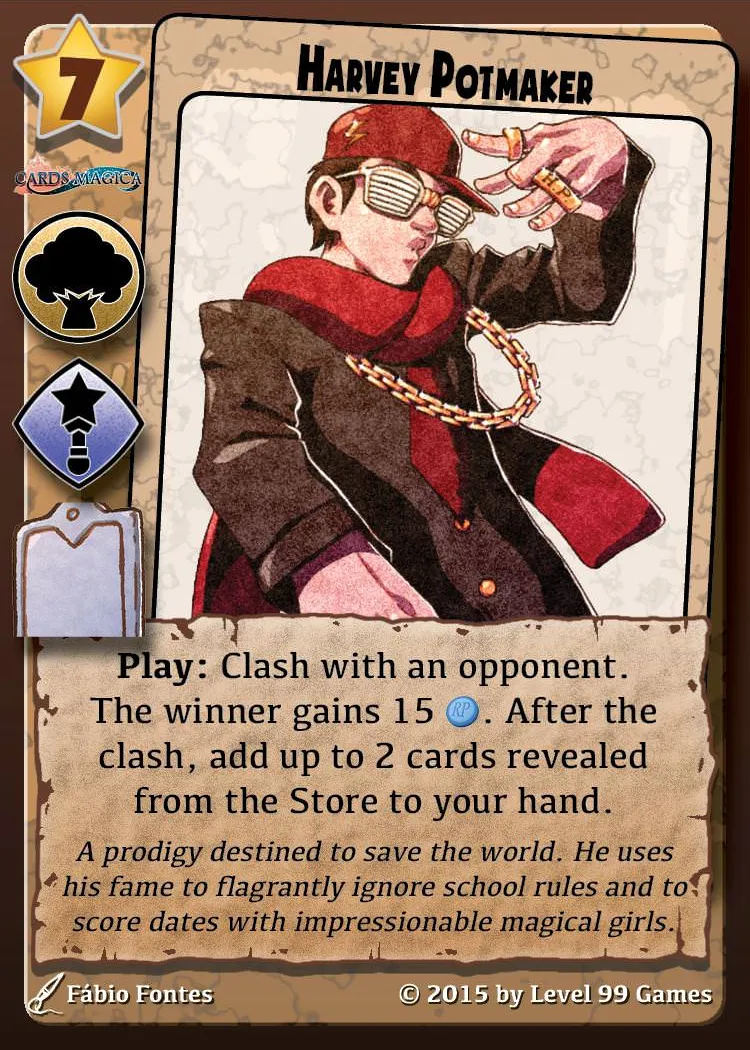 7
HARVEY POTMAKER
CARDS MAGICA
Play: Clash with an opponent.
The winner gains 15 RP. After the
clash, add up to 2 cards revealed
from the Store to your hand.
A prodigy destined to save the world. He uses
his fame to flagrantly ignore school rules and to
score dates with impressionable magical girls.
Fábio Fontes
© 2015 by Level 99 Games